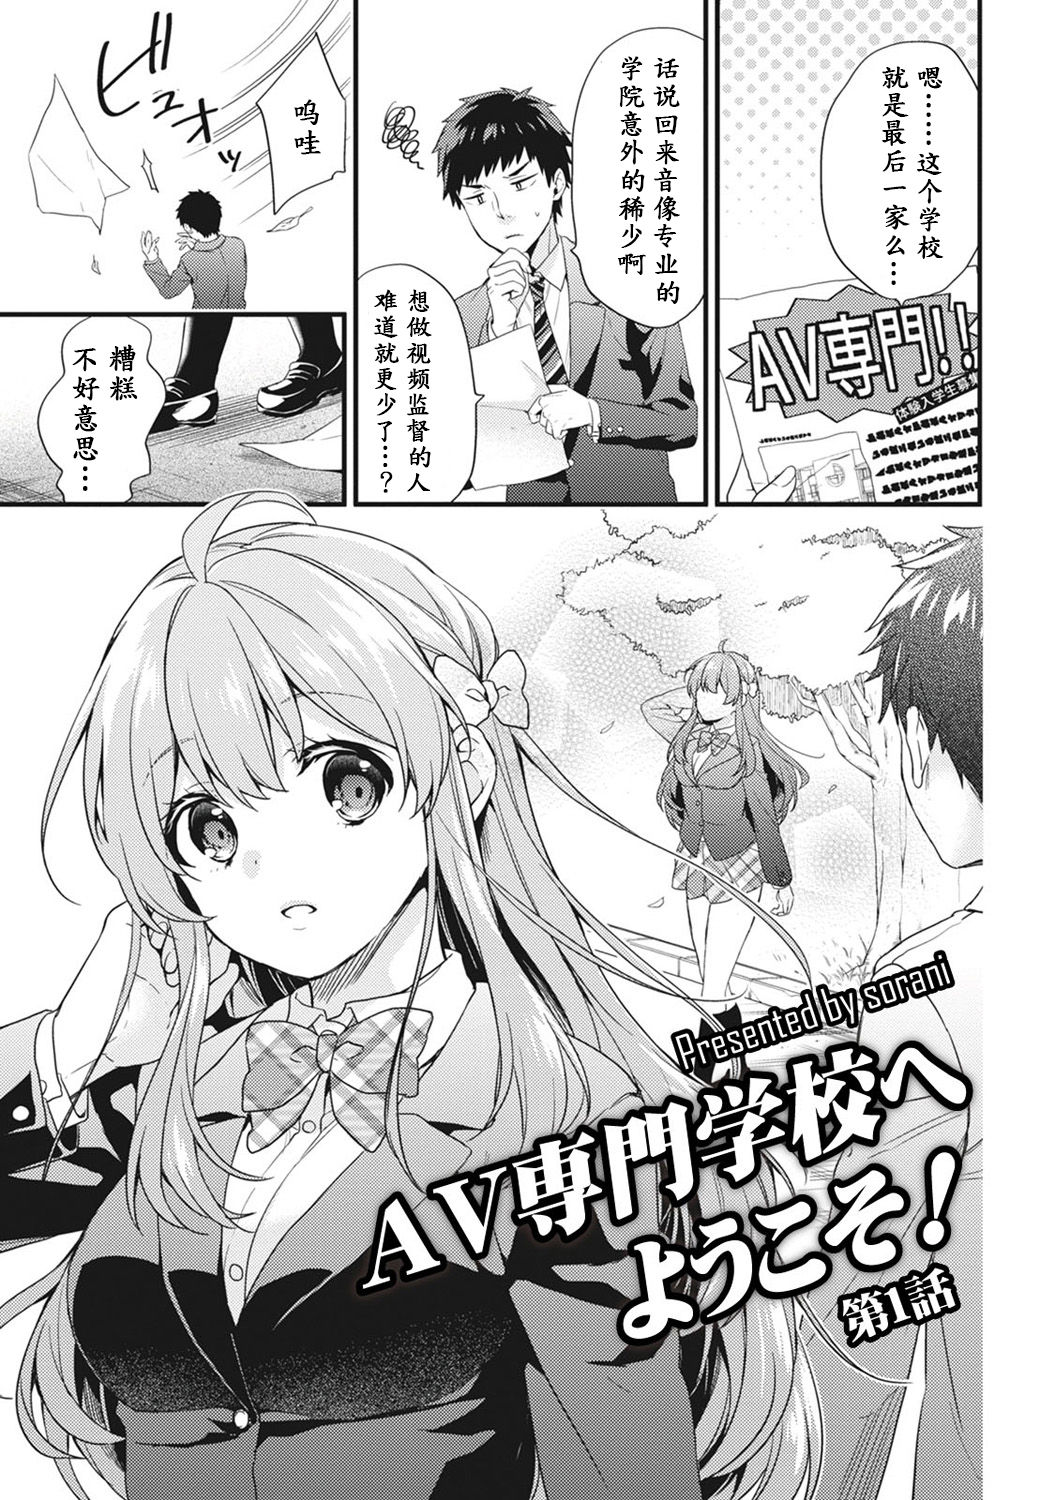 嗯……这个学校
就是最后一家么…
AV専門!!
体験入学生募集
话说回来音像专业的
学院意外的稀少啊
想做视频监督的人
难道就更少了…?
ビュオ
ッ
呜哇
糟糕
不好意思…
Presented by sorani
AV専門学校へ
ようこそ!
第1話